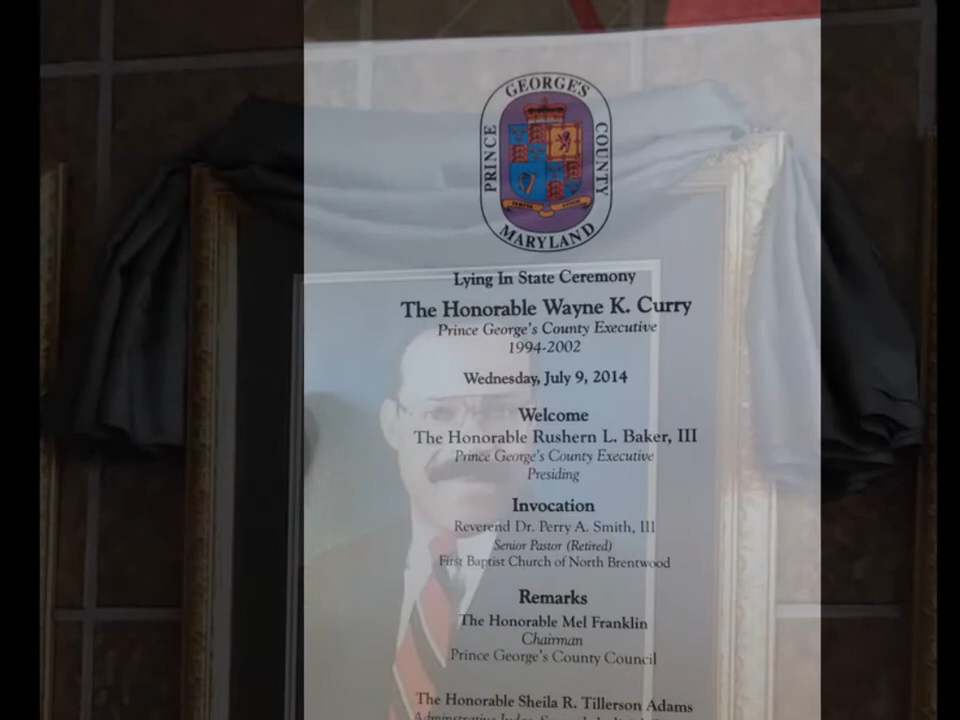 PRINCE GEORGE'S COUNTY
MARYLAND
Lying In State Ceremony
The Honorable Wayne K. Curry
Prince George's County Executive
1994-2002
Wednesday, July 9, 2014
Welcome
The Honorable Rushern L. Baker, III
Prince George's County Executive
Presiding
Invocation
Reverend Dr. Perry A. Smith, III
Senior Pastor (Retired)
First Baptist Church of North Brentwood
Remarks
The Honorable Mel Franklin
Chairman
Prince George's County Council
The Honorable Sheila R. Tillerson Adams